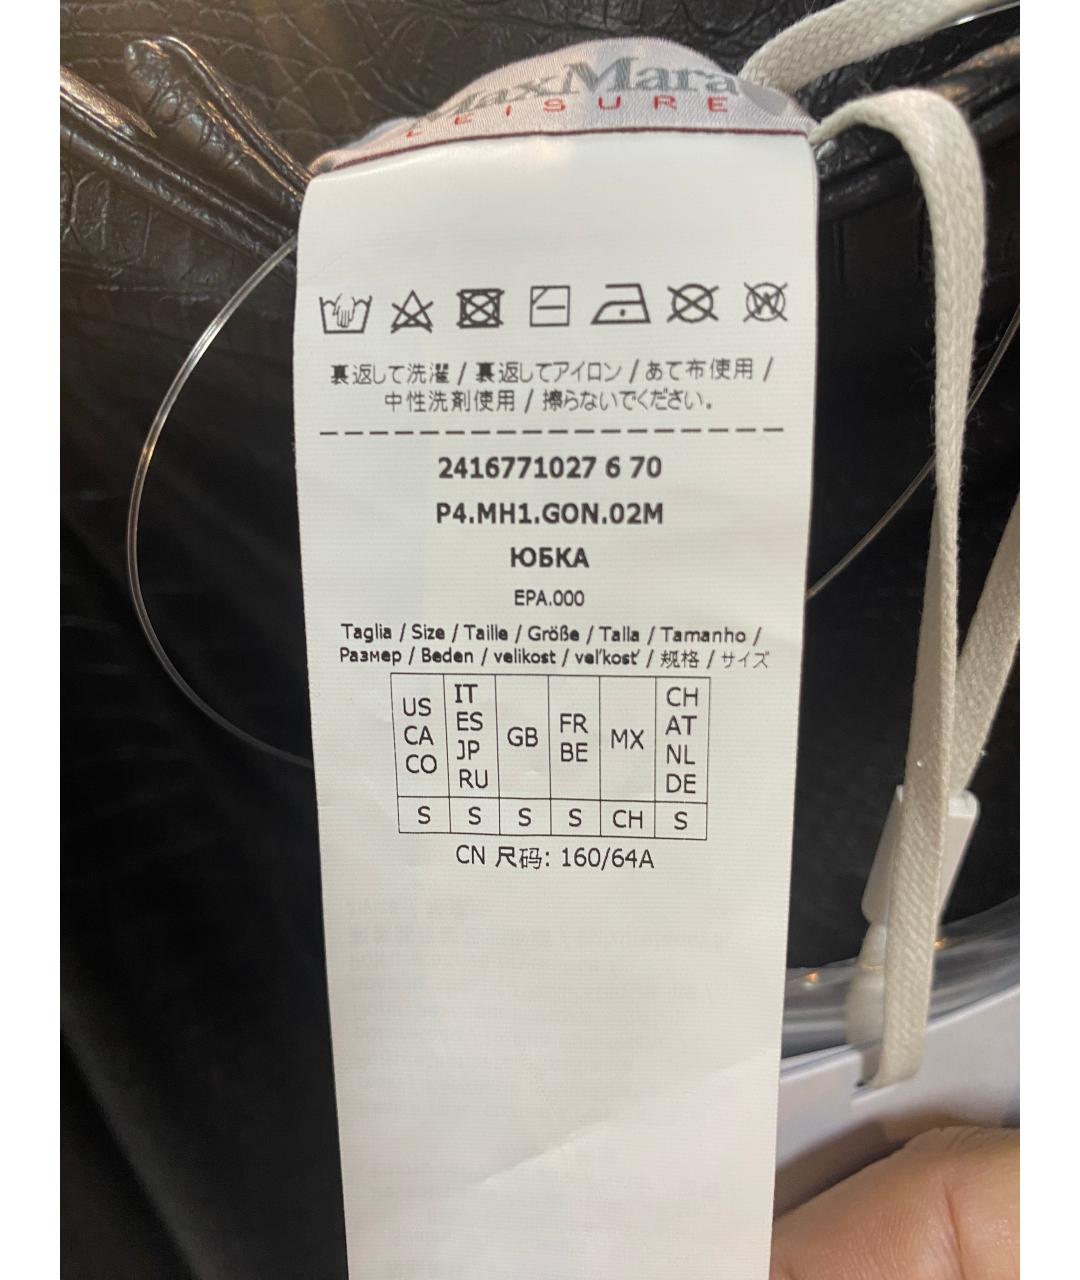 MaxMara
LEISURE
裏返して洗濯 / 裏返してアイロン / あて布使用 /
中性洗剤使用 / 擦らないでください。
2416771027 6 70
P4.MH1.GON.02M
ЮБКА
EPA.000
Taglia / Size / Taille / Größe / Talla / Tamanho /
Размер / Beden / velikost / vel'kosť / 规格 / サイズ
US CA CO
IT ES JP RU
GB
FR BE
MX
CH AT NL DE
S S S S CH S
CN 尺码: 160/64A